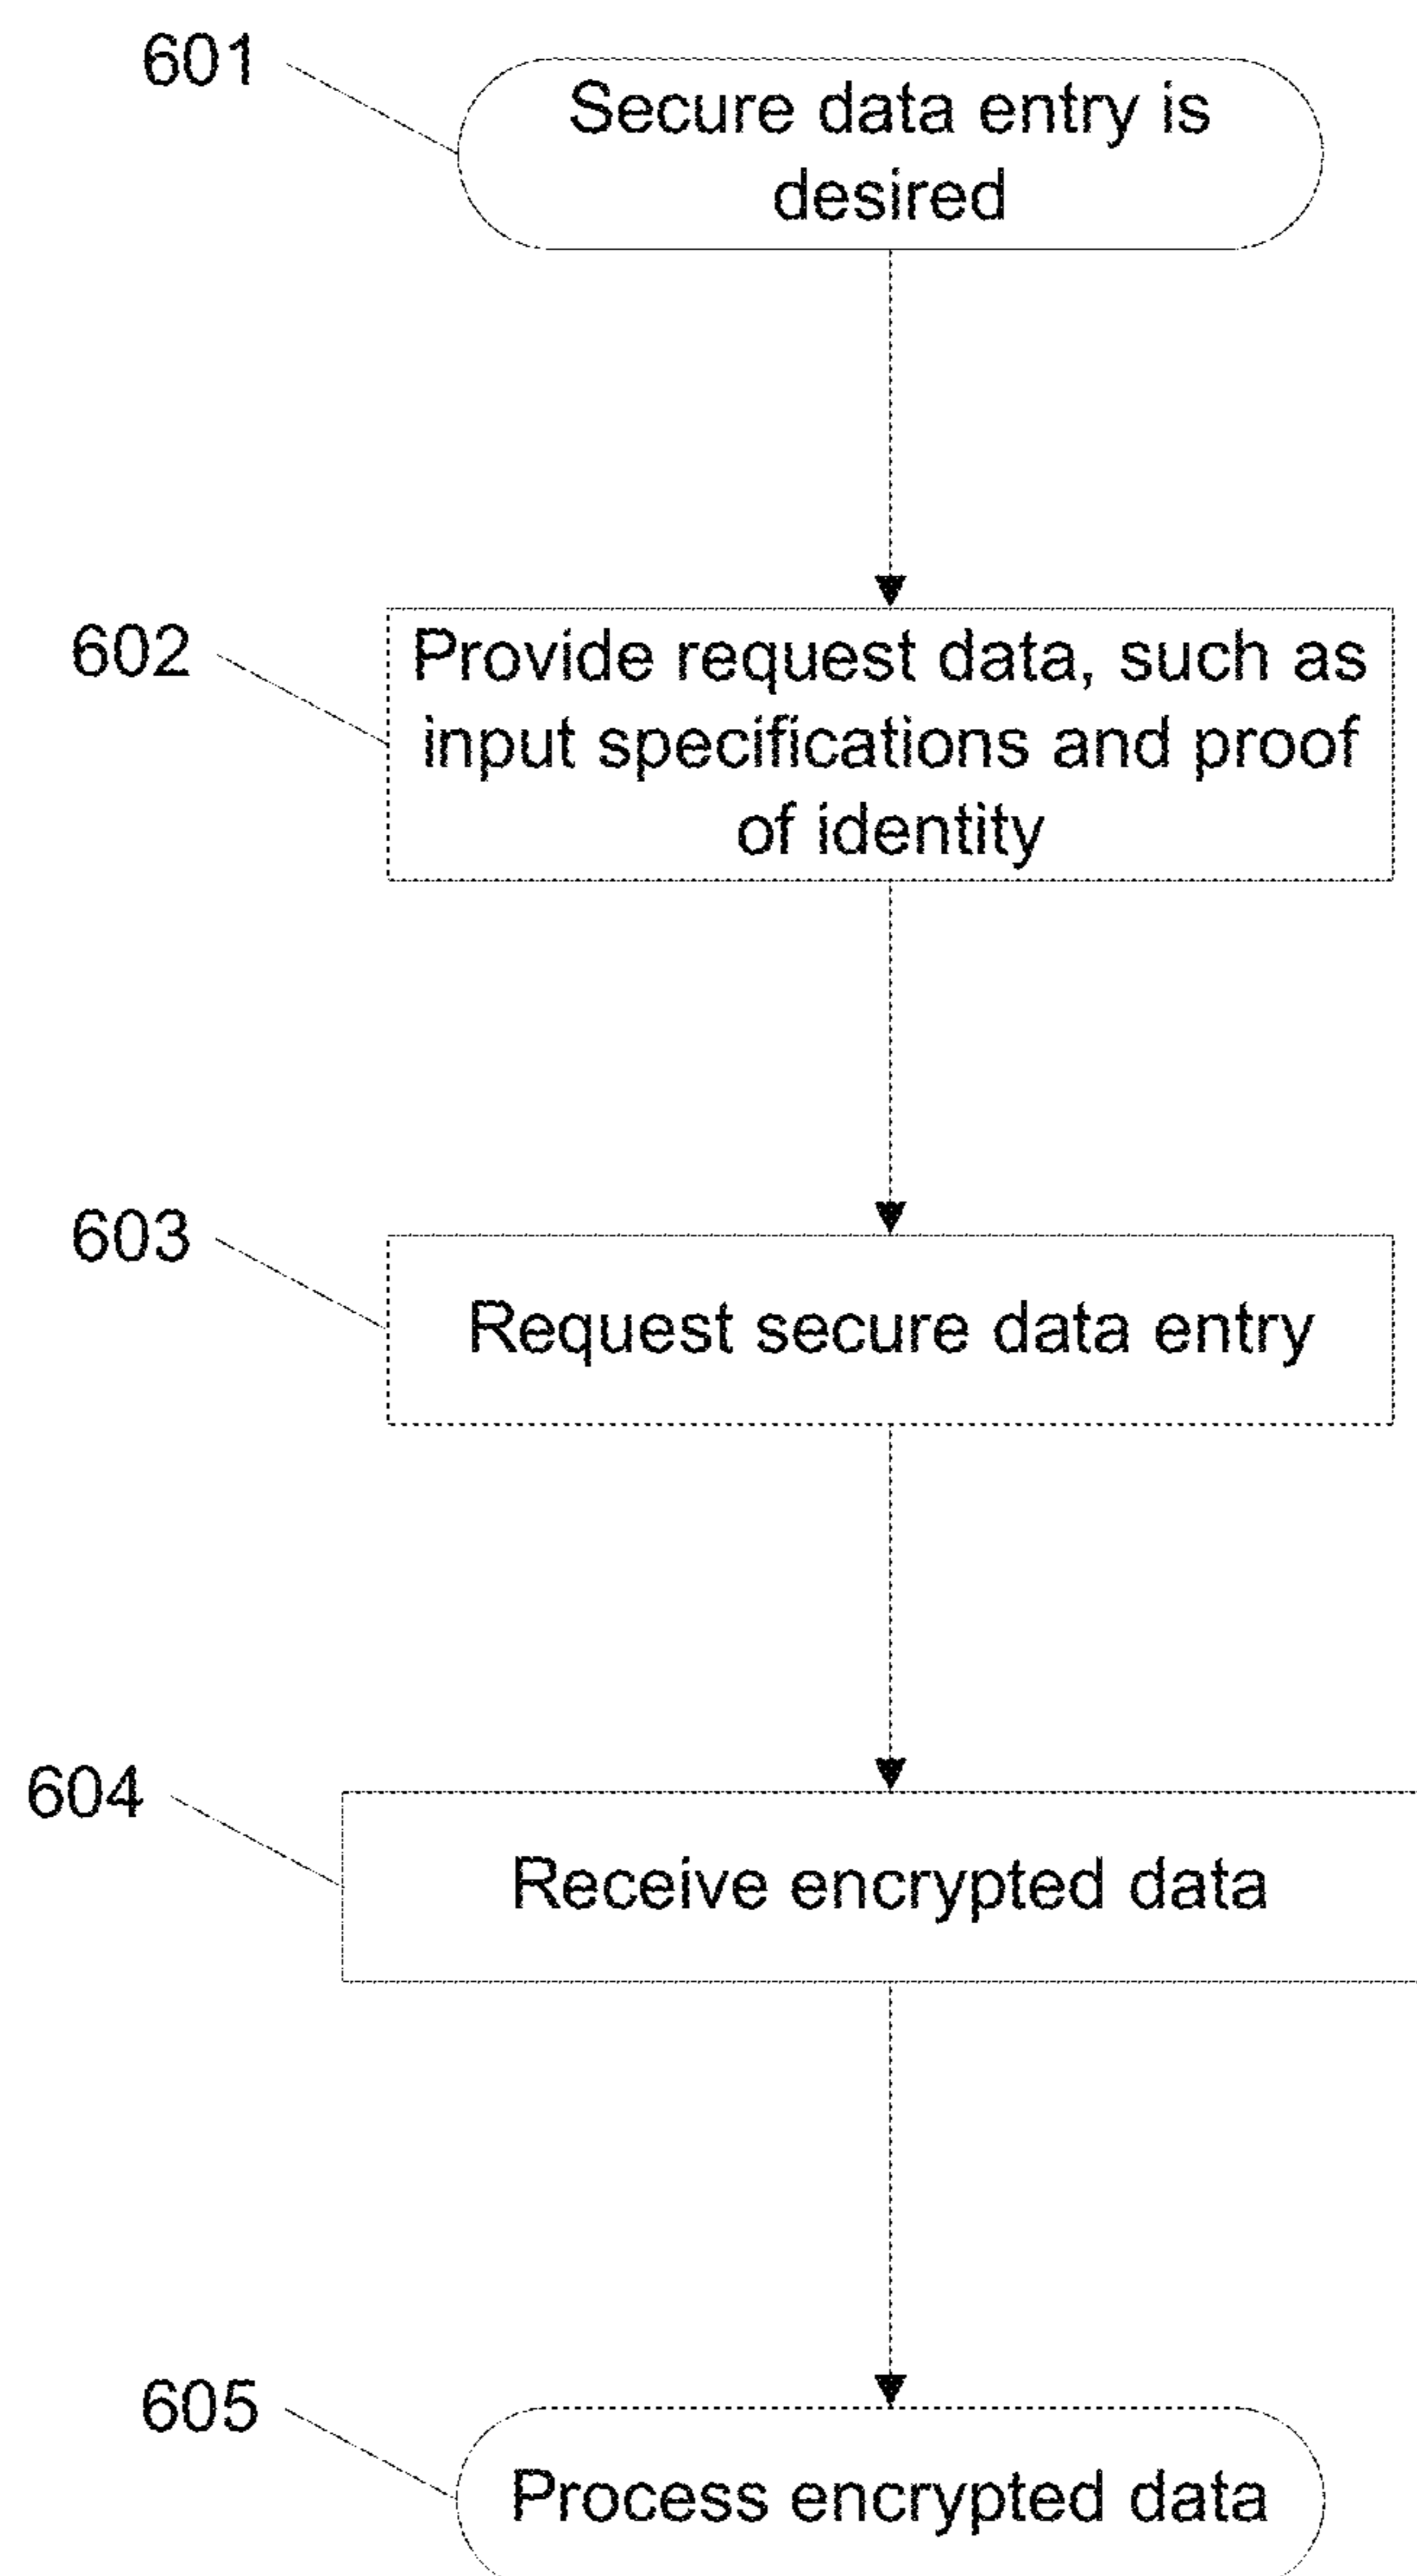 601
Secure data entry is
desired
602
Provide request data, such as
input specifications and proof
of identity
603
Request secure data entry
604
Receive encrypted data
605
Process encrypted data